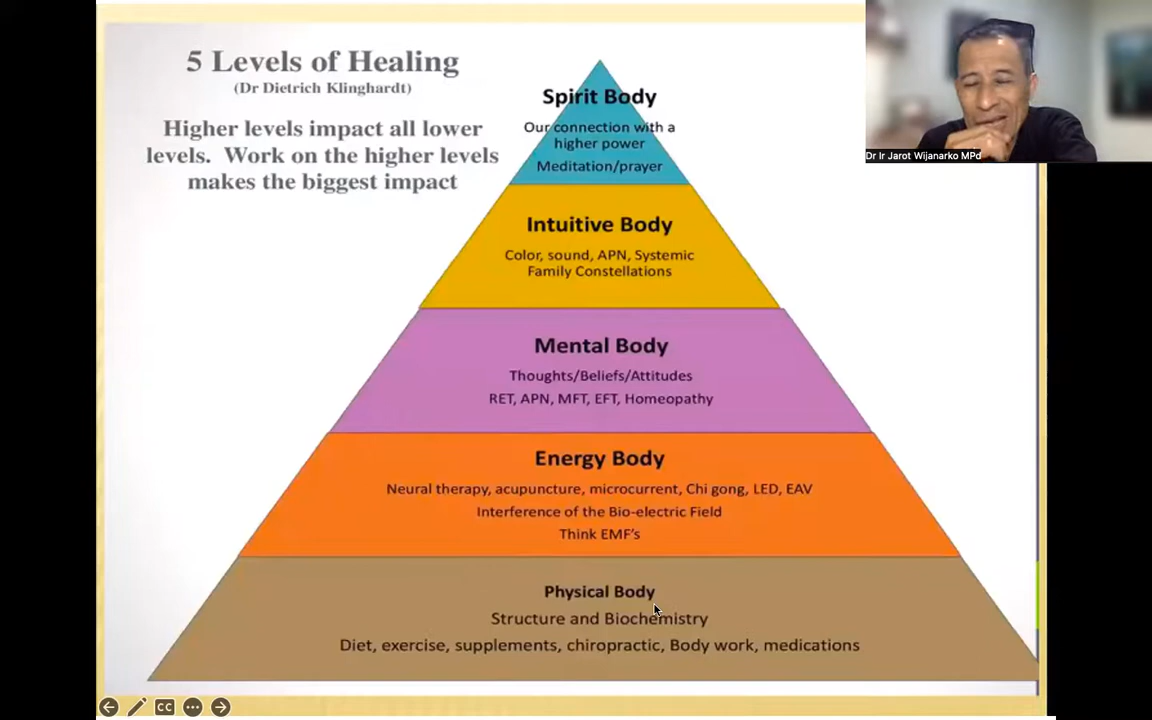 5 Levels of Healing
(Dr Dietrich Klinghardt)
Higher levels impact all lower
levels. Work on the higher levels
makes the biggest impact
Spirit Body
Our connection with a
higher power
Meditation/prayer
Intuitive Body
Color, sound, APN, Systemic
Family Constellations
Mental Body
Thoughts/Beliefs/Attitudes
RET, APN, MFT, EFT, Homeopathy
Energy Body
Neural therapy, acupuncture, microcurrent, Chi gong, LED, EAV
Interference of the Bio-electric Field
Think EMF's
Physical Body
Structure and Biochemistry
Diet, exercise, supplements, chiropractic, Body work, medications
Dr Ir Jarot Wijanarko MPd
CC